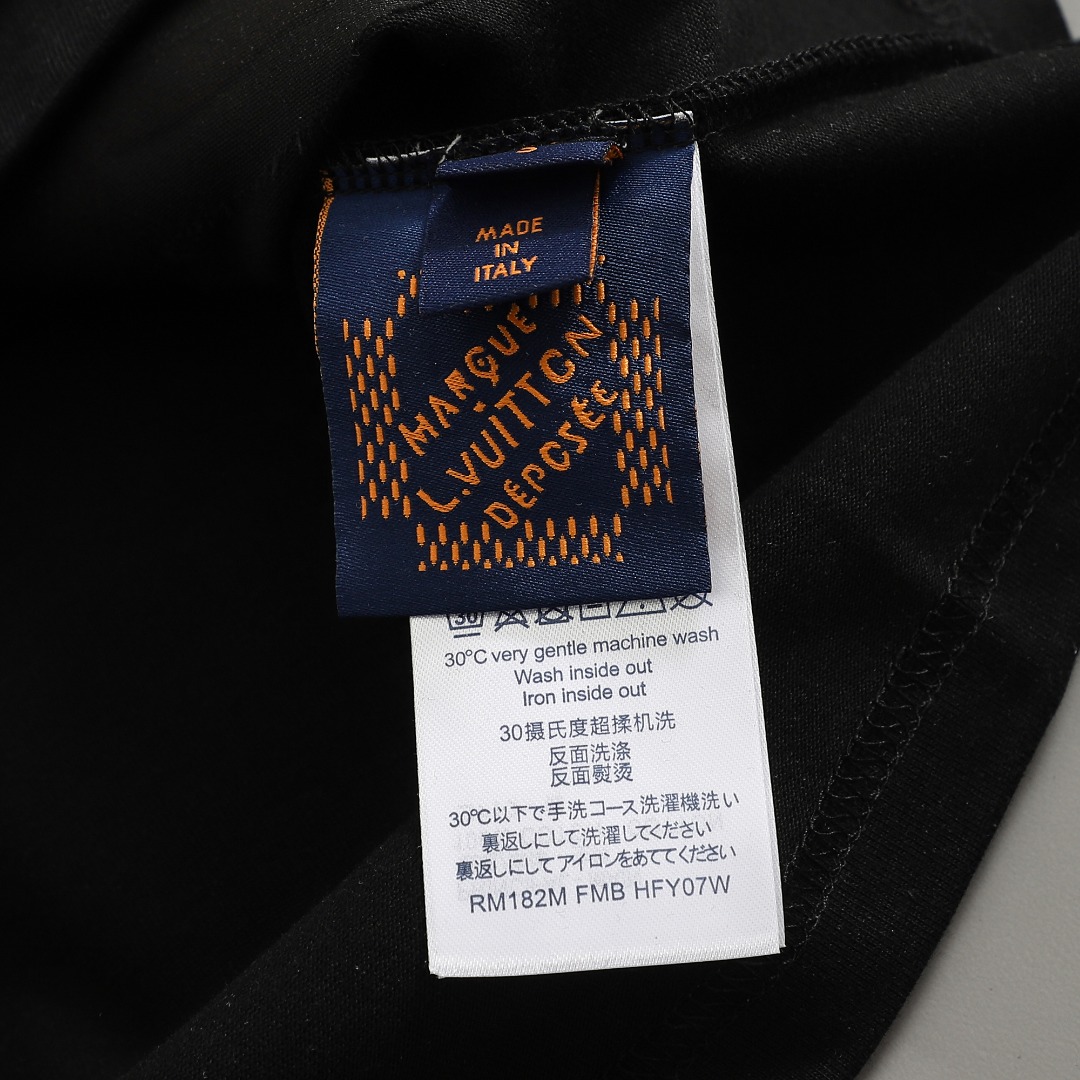 MADE
IN
ITALY
MARQUE
L.VUITTON
DÉPOSÉE
30
30°C very gentle machine wash
Wash inside out
Iron inside out
30摄氏度超揉机洗
反面洗涤
反面熨烫
30℃以下で手洗コース洗濯機洗い
裏返しにして洗濯してください
裏返しにしてアイロンをあててください
RM182M FMB HFY07W